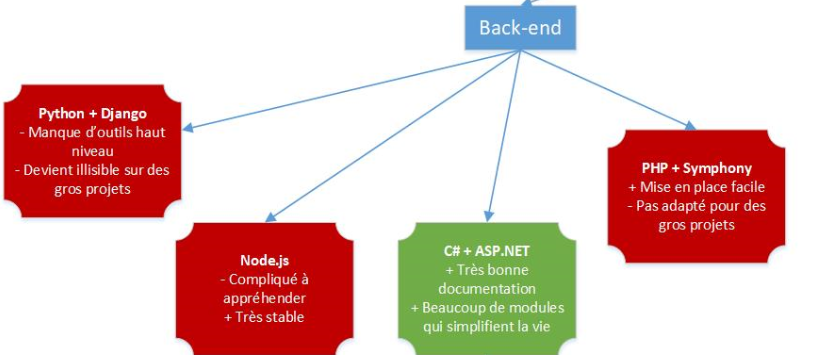 Back-end
Python + Django
- Manque d'outils haut
niveau
- Devient illisible sur des
gros projets
Node.js
- Compliqué à
appréhender
+ Très stable
C# + ASP.NET
+ Très bonne
documentation
+ Beaucoup de modules
qui simplifient la vie
PHP + Symphony
+ Mise en place facile
- Pas adapté pour des
gros projets